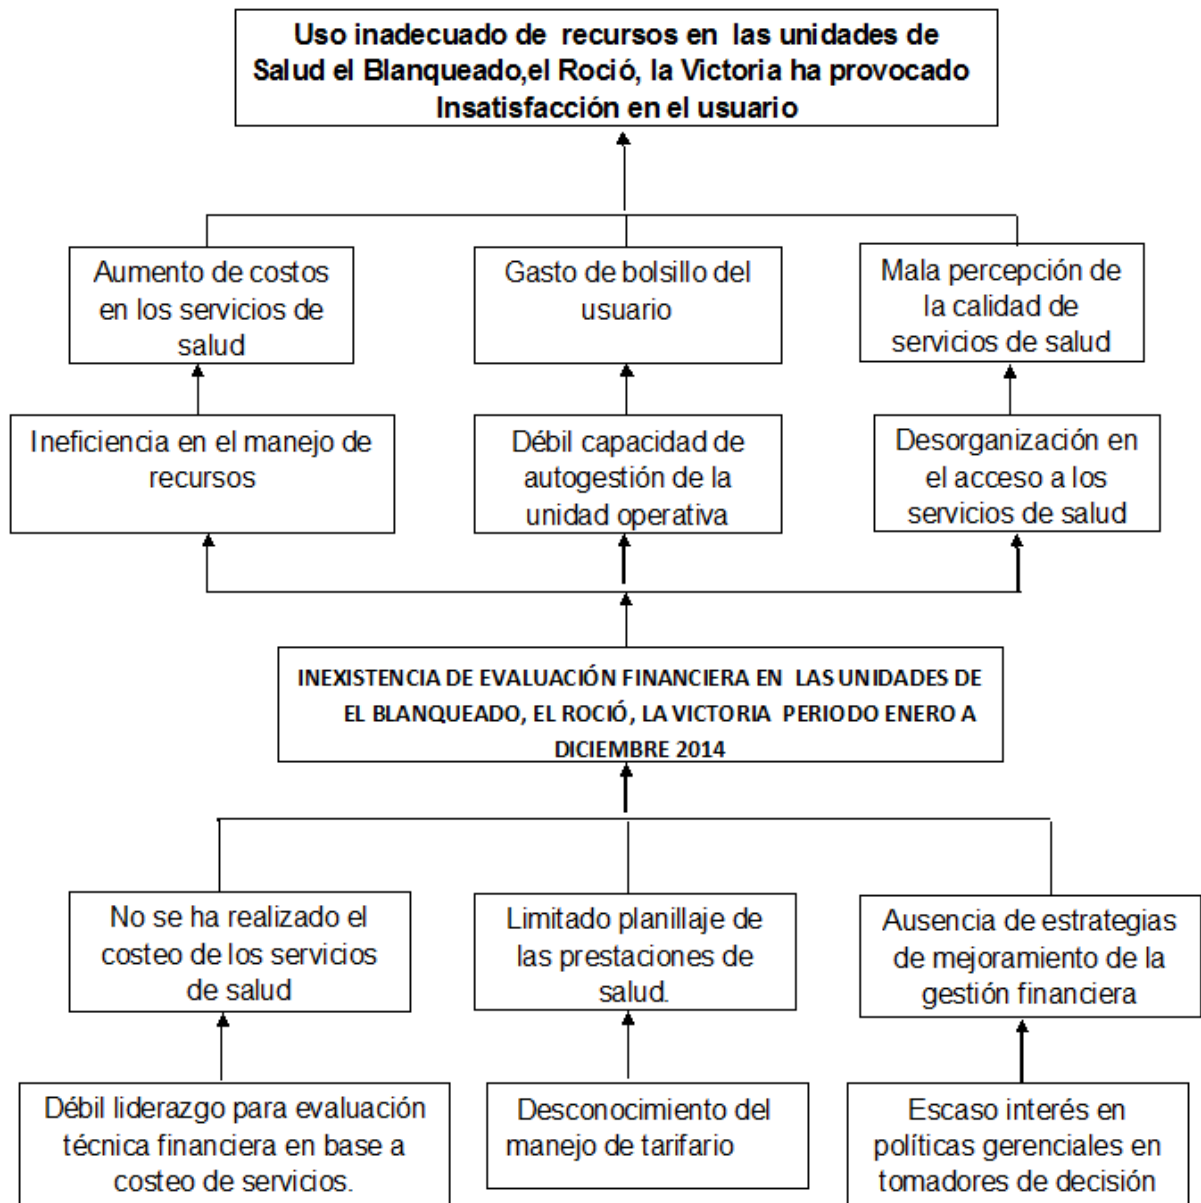 Uso inadecuado de recursos en las unidades de
Salud el Blanqueado,el Roció, la Victoria ha provocado
Insatisfacción en el usuario
Aumento de costos
en los servicios de
salud
Gasto de bolsillo del
usuario
Mala percepción de
la calidad de
servicios de salud
Ineficiencia en el manejo de
recursos
Débil capacidad de
autogestión de la
unidad operativa
Desorganización en
el acceso a los
servicios de salud
INEXISTENCIA DE EVALUACIÓN FINANCIERA EN LAS UNIDADES DE
EL BLANQUEADO, EL ROCIÓ, LA VICTORIA PERIODO ENERO A
DICIEMBRE 2014
No se ha realizado el
costeo de los servicios
de salud
Limitado planillaje de
las prestaciones de
salud.
Ausencia de estrategias
de mejoramiento de la
gestión financiera
Débil liderazgo para evaluación
técnica financiera en base a
costeo de servicios.
Desconocimiento del
manejo de tarifario
Escaso interés en
políticas gerenciales en
tomadores de decisión